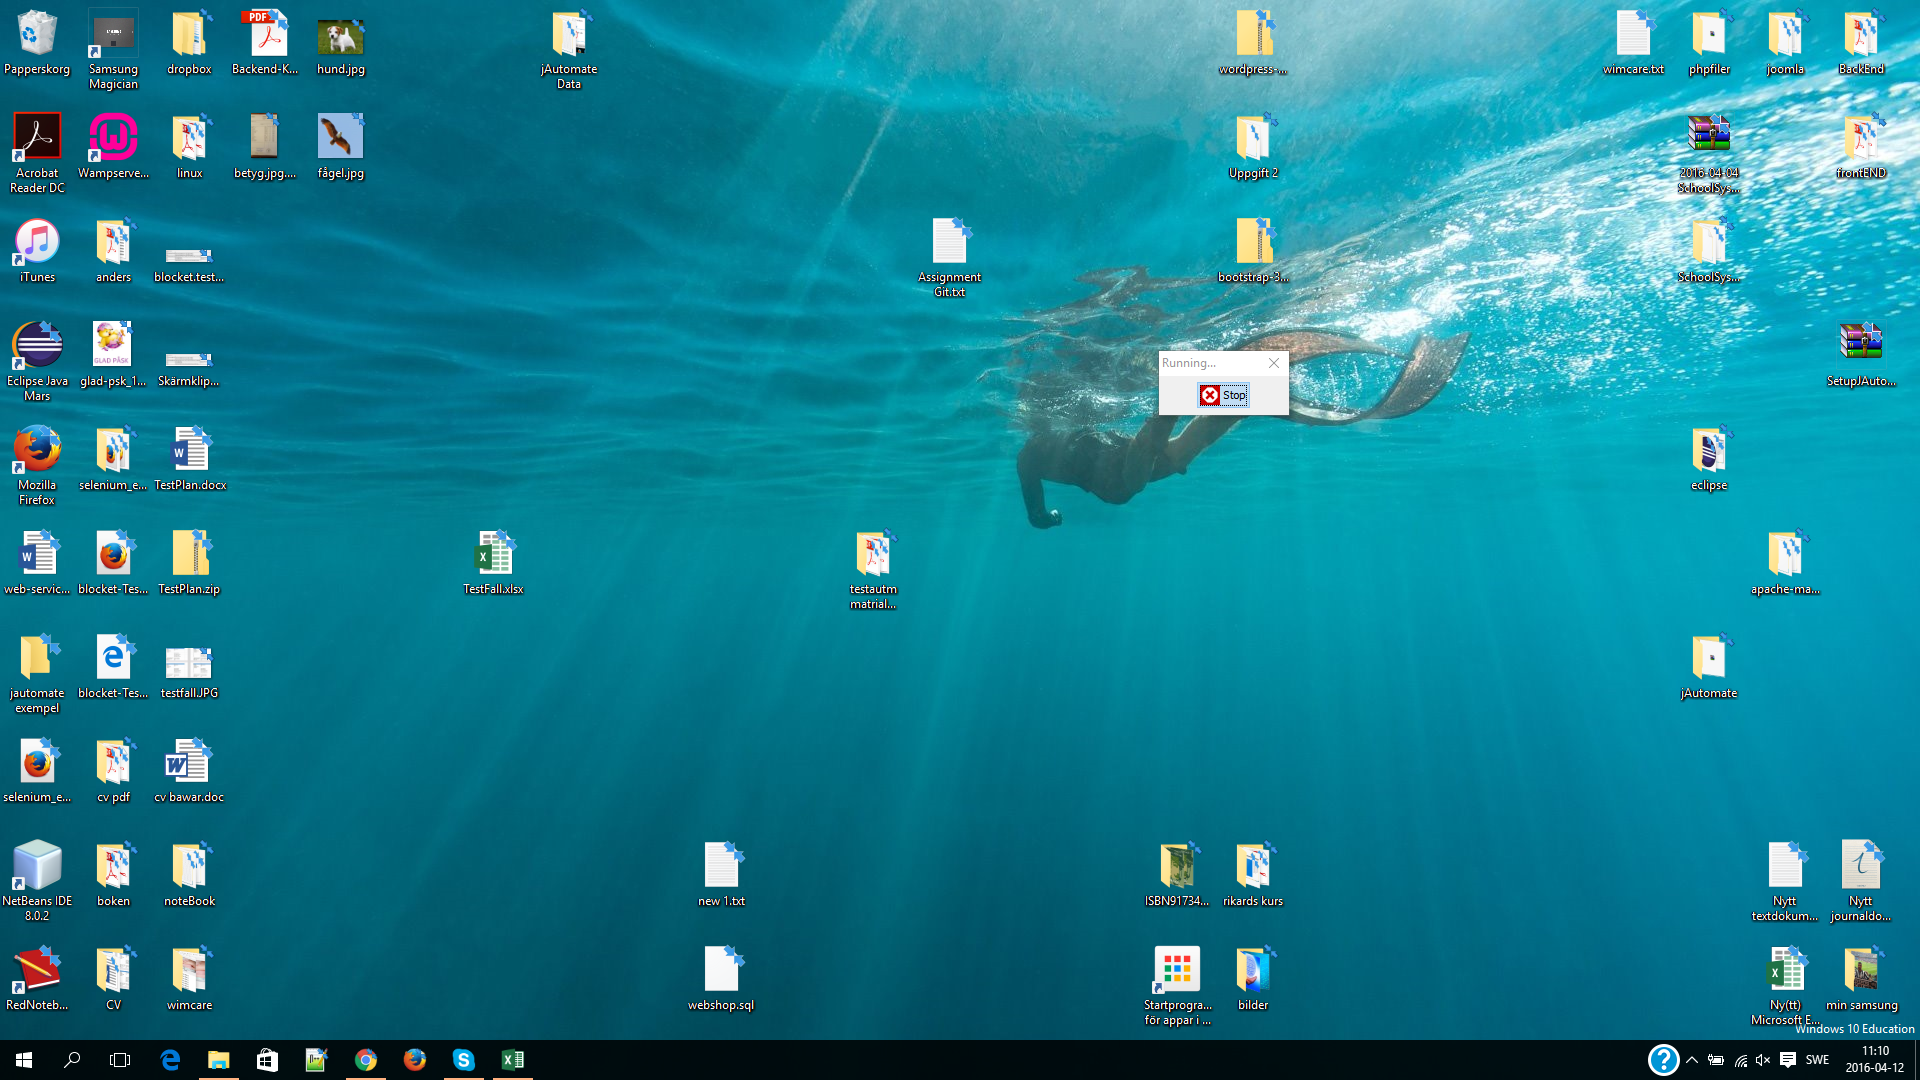 Papperskorg
Samsung
Magician
dropbox
PDF
Backend-K...
hund.jpg
jAutomate
Data
wordpress-...
wimcare.txt
phpfiler
joomla
BackEnd
Acrobat
Reader DC
Wampserve...
linux
betyg.jpg....
fågel.jpg
Uppgift 2
2016-04-04
SchoolSys...
frontEND
iTunes
anders
blocket.test...
Assignment
Git.txt
bootstrap-3...
SchoolSys...
Running...
Stop
Eclipse Java
Mars
GLAD PÅSK
glad-psk_1...
Skärmklip...
SetupJAuto...
Mozilla
Firefox
selenium_e...
TestPlan.docx
eclipse
web-servic...
blocket-Tes...
TestPlan.zip
TestFall.xlsx
testautm
matrial...
apache-ma...
jautomate
exempel
blocket-Tes...
testfall.JPG
jAutomate
selenium_e...
cv pdf
cv bawar.doc
NetBeans IDE
8.0.2
boken
noteBook
new 1.txt
ISBN91734...
rikards kurs
Nytt
textdokum...
Nytt
journaldo...
RedNoteb...
CV
wimcare
webshop.sql
Startprogra...
för appar i ...
bilder
Ny(tt)
Microsoft E...
min samsung
Windows 10 Education
SWE
11:10
2016-04-12